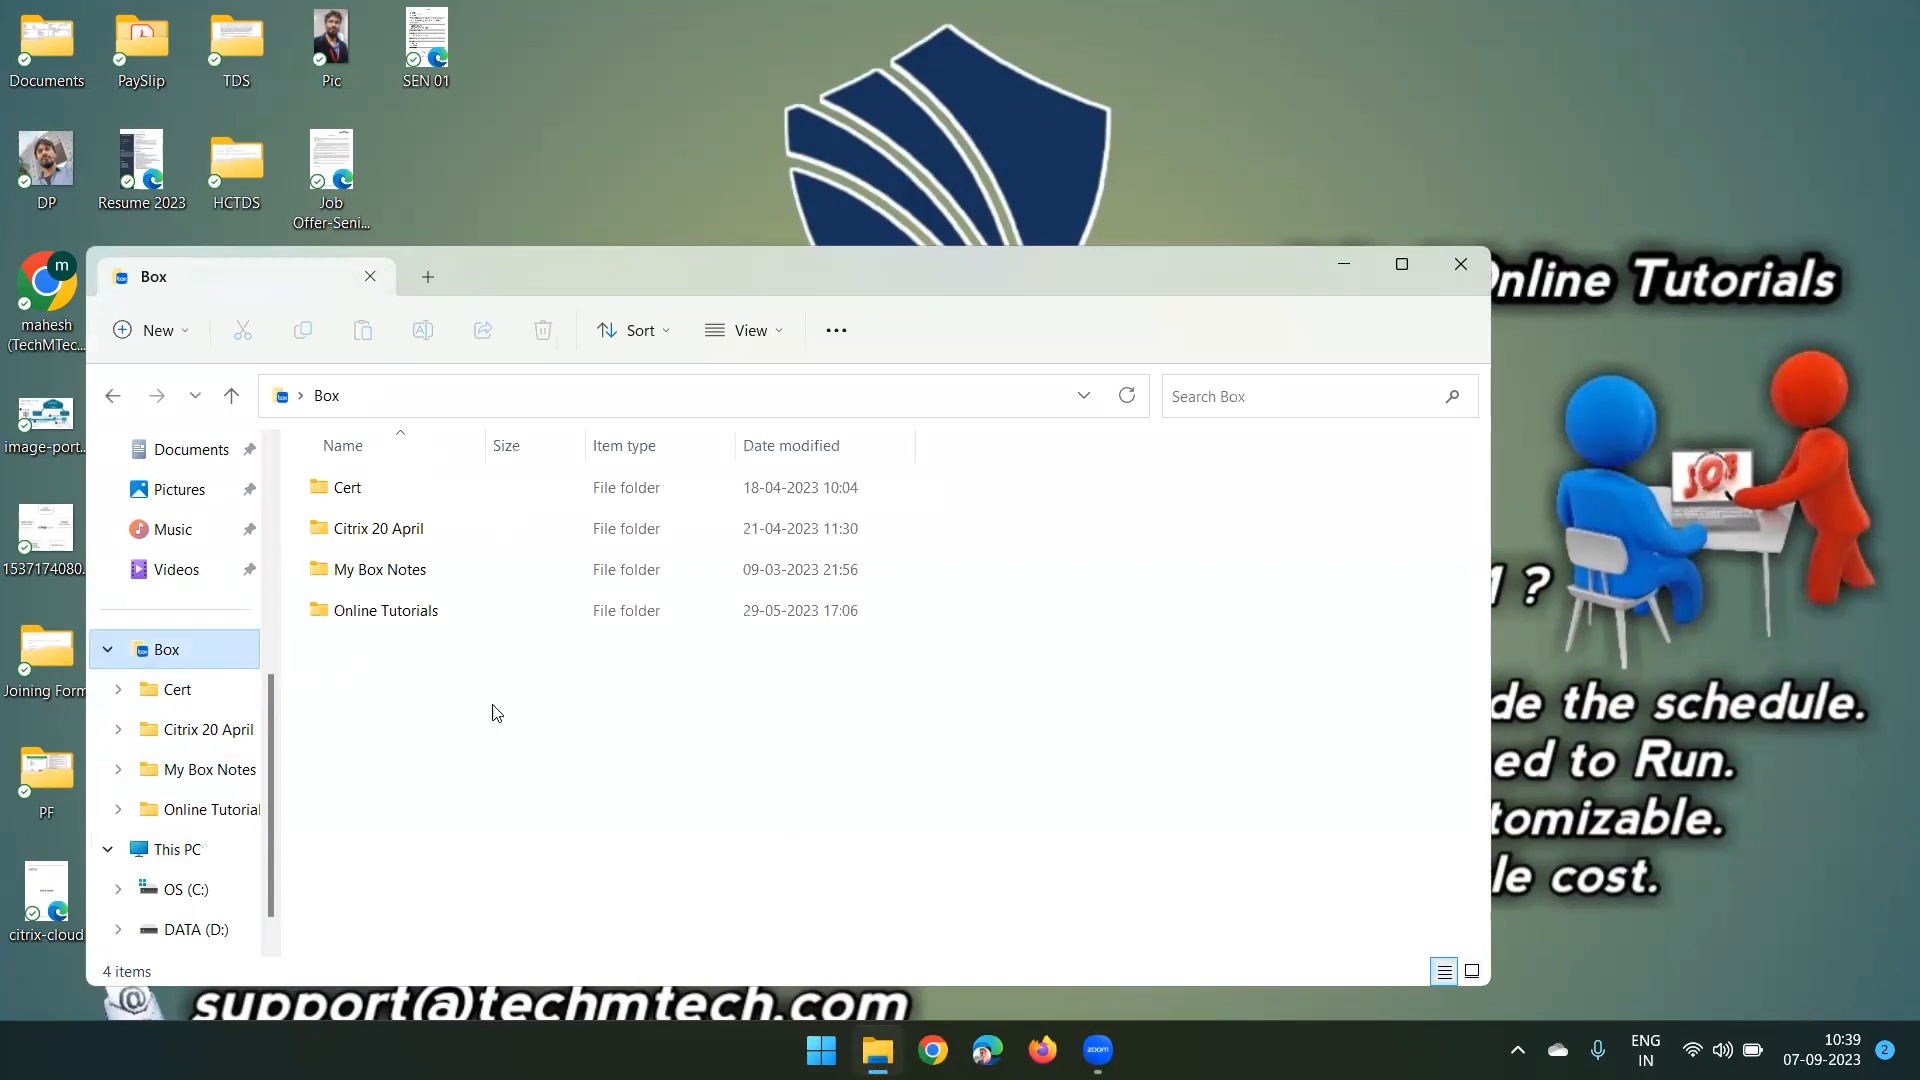 Documents
PaySlip
TDS
Pic
SEN 01
DP
Resume 2023
HCTDS
Job
Offer-Seni...
m
mahesh
(TechMTec...
image-port...
1537174080...
Joining Form
PF
citrix-cloud
Box
New
Sort
View
Box
Search Box
Documents
Pictures
Music
Videos
Box
Cert
Citrix 20 April
My Box Notes
Online Tutorial
This PC
OS (C:)
DATA (D:)
Name Size Item type Date modified
Cert File folder 18-04-2023 10:04
Citrix 20 April File folder 21-04-2023 11:30
My Box Notes File folder 09-03-2023 21:56
Online Tutorials File folder 29-05-2023 17:06
4 items
nline Tutorials
JOB
?
de the schedule.
ed to Run.
tomizable.
le cost.
support@techmtech.com
zoom
ENG
IN
10:39
07-09-2023
2